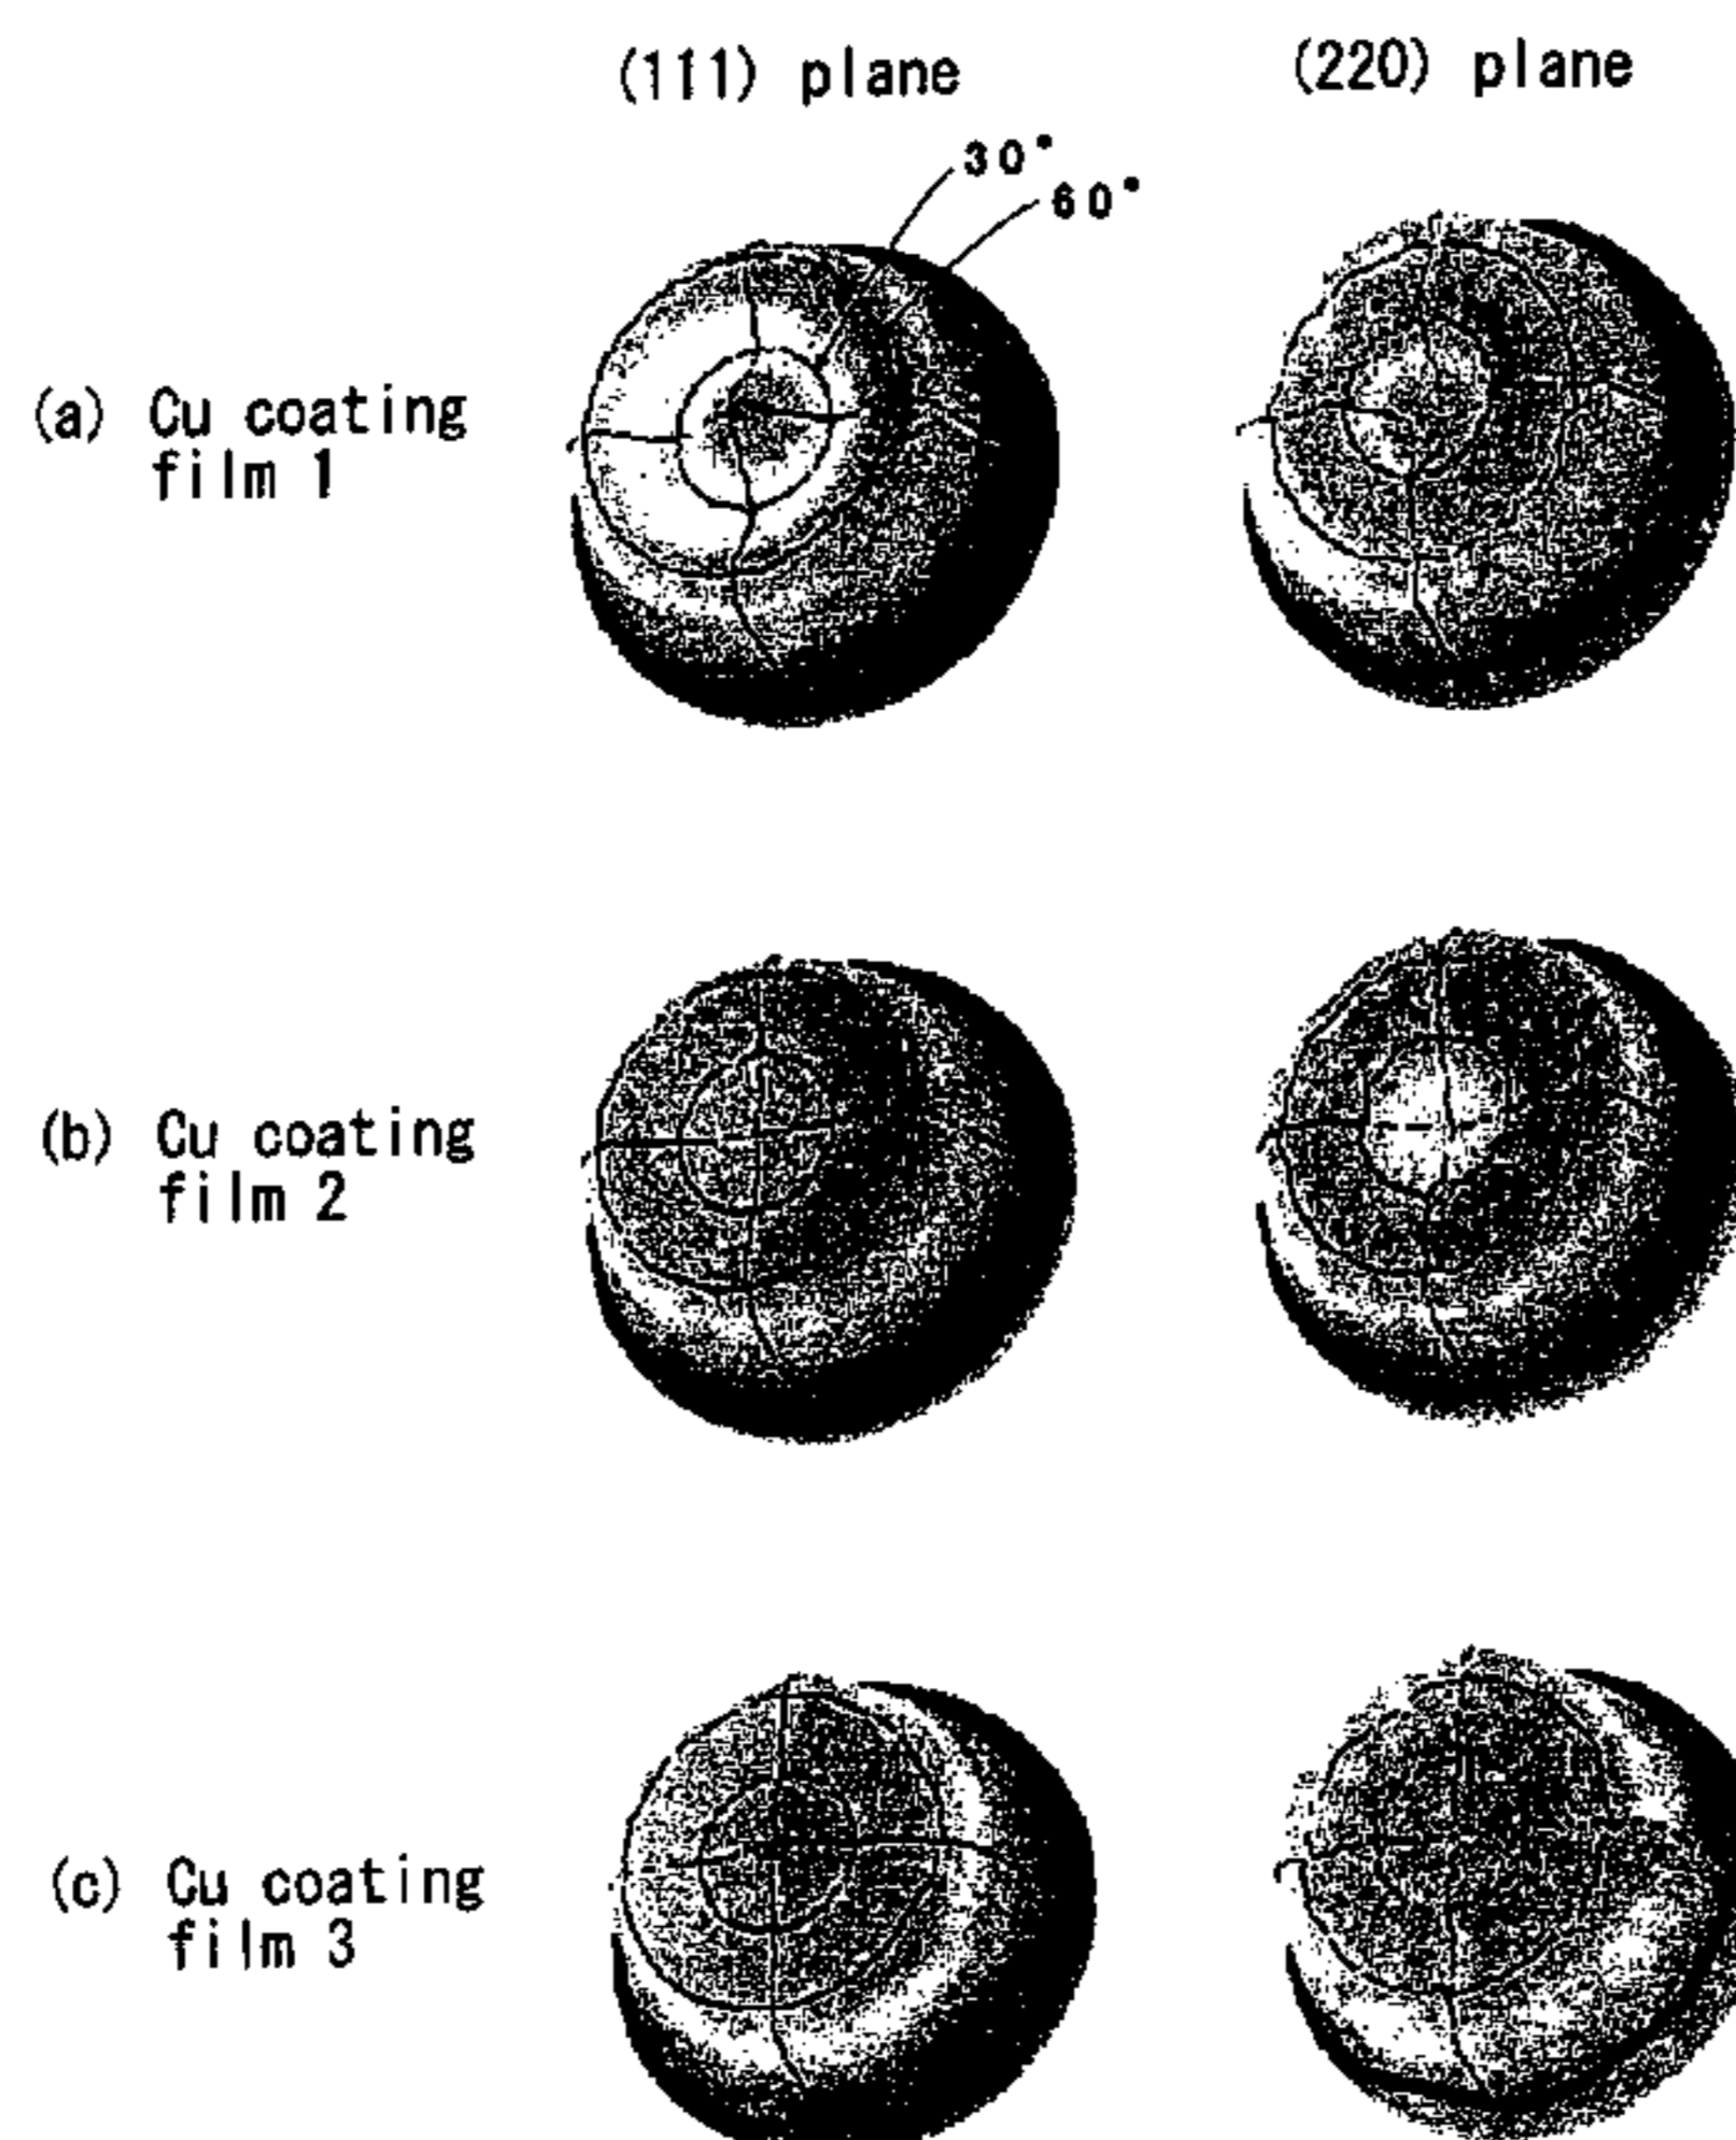 (111) plane
(220) plane
30°
60°
(a) Cu coating
film 1
(b) Cu coating
film 2
(c) Cu coating
film 3